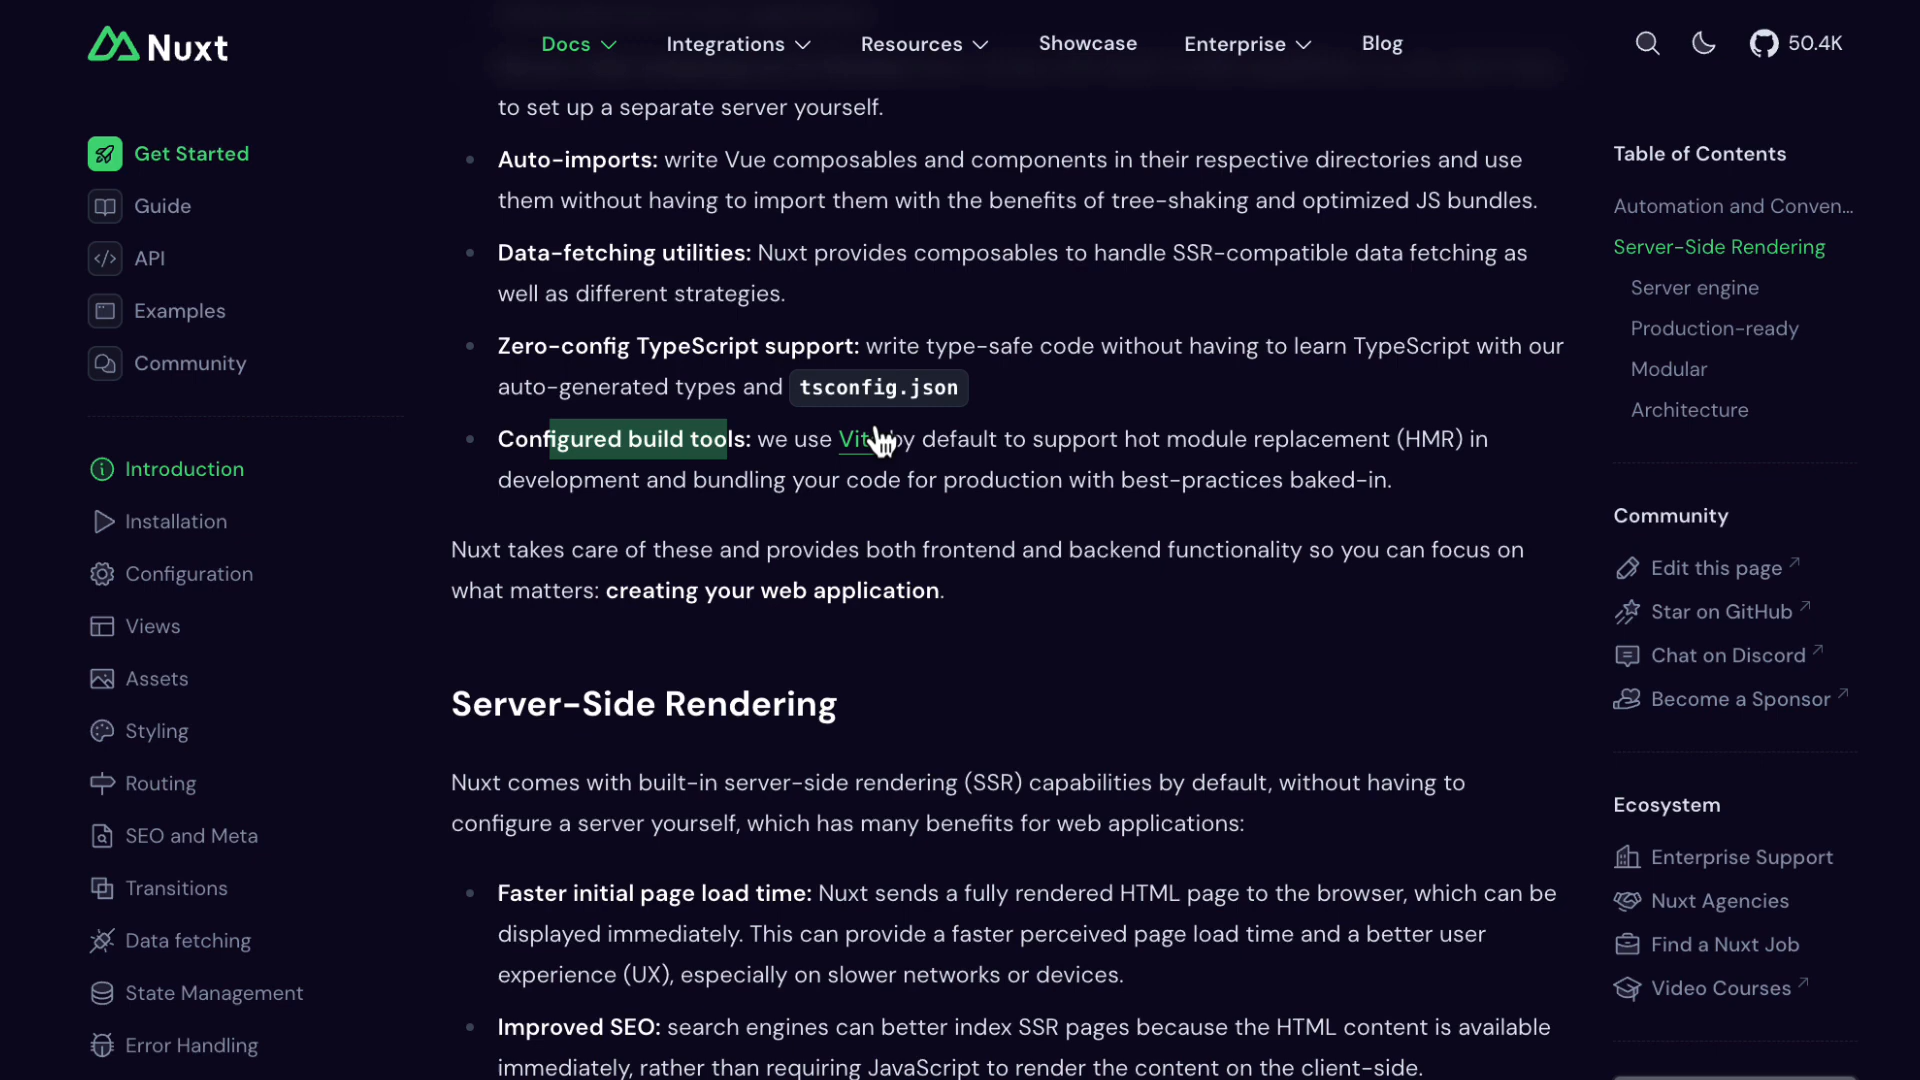 Nuxt
Docs
Integrations
Resources
Showcase
Enterprise
Blog
50.4K
Get Started
Guide
API
Examples
Community
Introduction
Installation
Configuration
Views
Assets
Styling
Routing
SEO and Meta
Transitions
Data fetching
State Management
Error Handling
to set up a separate server yourself.
Auto-imports: write Vue composables and components in their respective directories and use
them without having to import them with the benefits of tree-shaking and optimized JS bundles.
Data-fetching utilities: Nuxt provides composables to handle SSR-compatible data fetching as
well as different strategies.
Zero-config TypeScript support: write type-safe code without having to learn TypeScript with our
auto-generated types and tsconfig.json
Configured build tools: we use Vit by default to support hot module replacement (HMR) in
development and bundling your code for production with best-practices baked-in.
Nuxt takes care of these and provides both frontend and backend functionality so you can focus on
what matters: creating your web application.
Server-Side Rendering
Nuxt comes with built-in server-side rendering (SSR) capabilities by default, without having to
configure a server yourself, which has many benefits for web applications:
Faster initial page load time: Nuxt sends a fully rendered HTML page to the browser, which can be
displayed immediately. This can provide a faster perceived page load time and a better user
experience (UX), especially on slower networks or devices.
Improved SEO: search engines can better index SSR pages because the HTML content is available
immediately, rather than requiring JavaScript to render the content on the client-side.
Table of Contents
Automation and Conven...
Server-Side Rendering
Server engine
Production-ready
Modular
Architecture
Community
Edit this page
Star on GitHub
Chat on Discord
Become a Sponsor
Ecosystem
Enterprise Support
Nuxt Agencies
Find a Nuxt Job
Video Courses